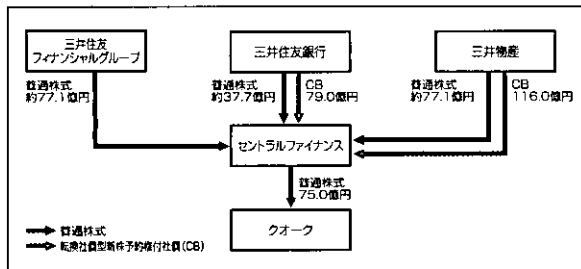 三井住友
フィナンシャルグループ
三井住友銀行
三井物産
普通株式
約77.1億円
普通株式
約37.7億円
CB
79.0億円
普通株式
約77.1億円
CB
116.0億円
セントラルファイナンス
普通株式
75.0億円
クオーク
普通株式
転換社債型新株予約権付社債(CB)